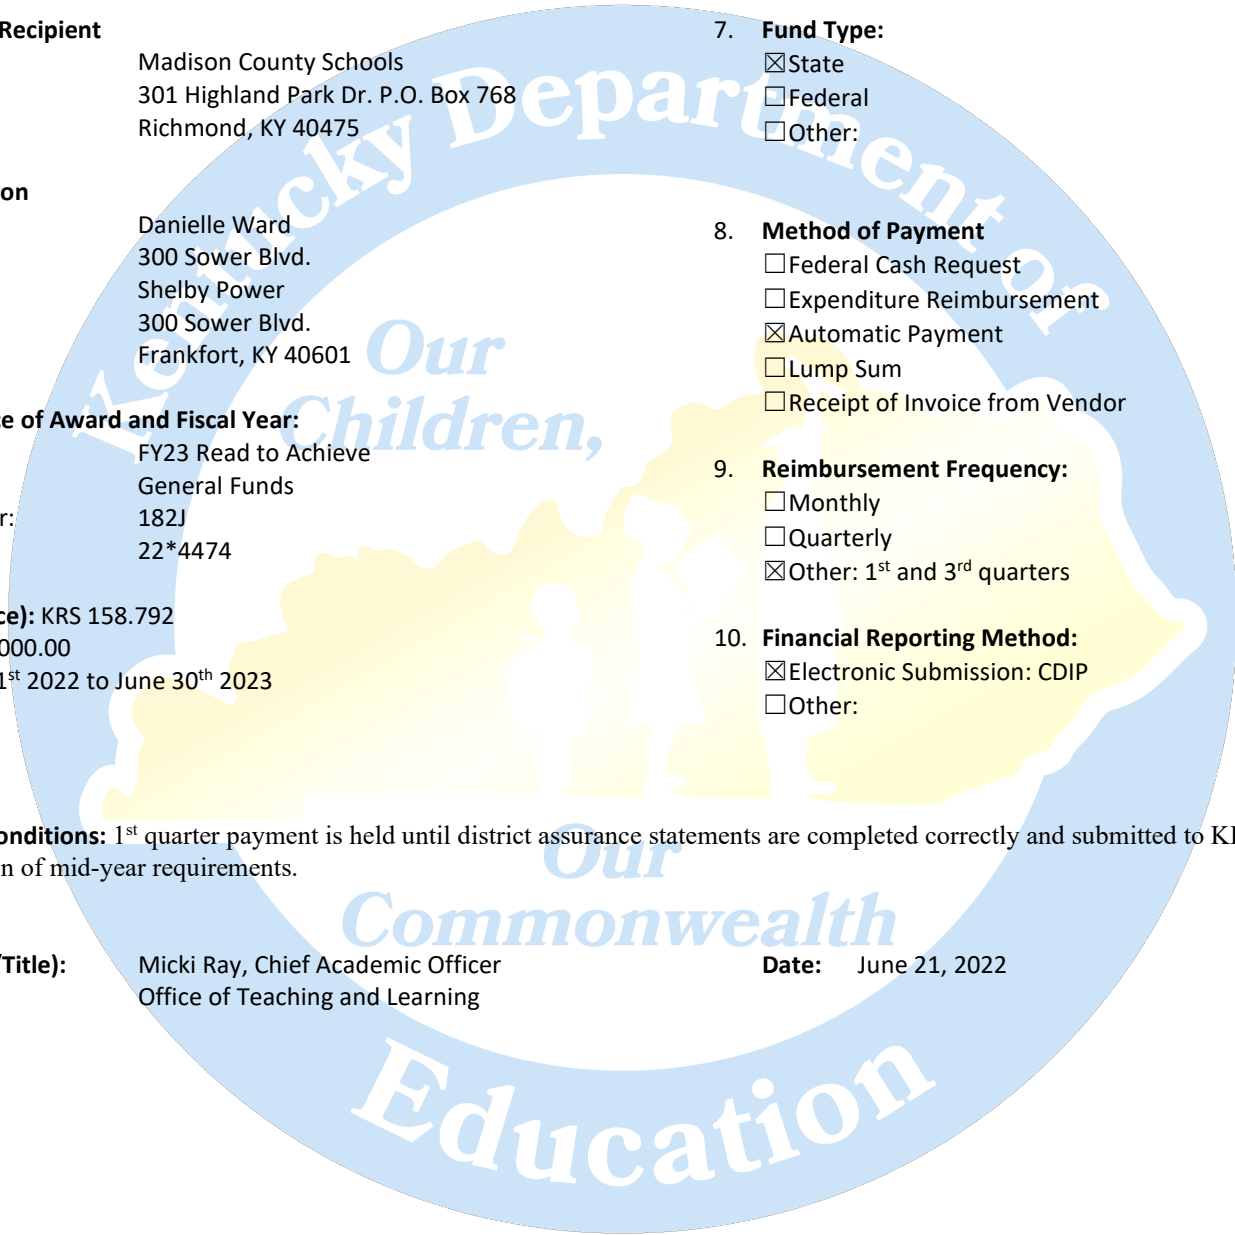 Recipient
Madison County Schools
301 Highland Park Dr. P.O. Box 768
Richmond, KY 40475
on
Danielle Ward
300 Sower Blvd.
Shelby Power
300 Sower Blvd.
Frankfort, KY 40601
e of Award and Fiscal Year:
FY23 Read to Achieve
General Funds
r: 182J
22*4474
ce): KRS 158.792
000.00
1st 2022 to June 30th 2023
7. Fund Type:
☒State
☐Federal
☐Other:
8. Method of Payment
☐Federal Cash Request
☐Expenditure Reimbursement
☒Automatic Payment
☐Lump Sum
☐Receipt of Invoice from Vendor
9. Reimbursement Frequency:
☐Monthly
☐Quarterly
☒Other: 1st and 3rd quarters
10. Financial Reporting Method:
☒Electronic Submission: CDIP
☐Other:
onditions: 1st quarter payment is held until district assurance statements are completed correctly and submitted to
n of mid-year requirements.
Title): Micki Ray, Chief Academic Officer Date: June 21, 2022
Office of Teaching and Learning
Kentucky Department of
Education
Our
Children,
Our
Commonwealth